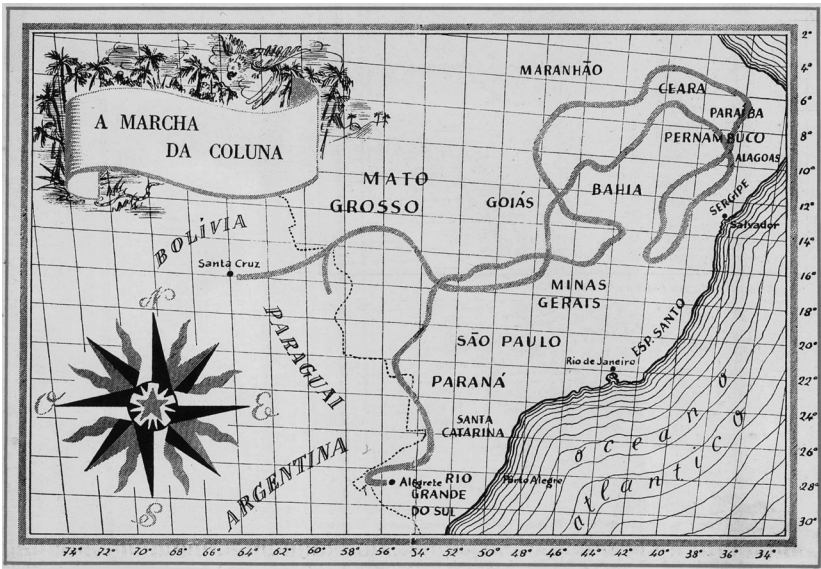 A MARCHA
DA COLUNA
MARANHÃO
CEARA
PARAIBA
PERNAMBUCO
ALAGOAS
SERGIPE
Salvador
BAHIA
GOIÁS
MATO
GROSSO
BOLÍVIA
Santa Cruz
MINAS
GERAIS
ESP. SANTO
SÃO PAULO
Rio de Janeiro
PARAGUAI
PARANÁ
SANTA
CATARINA
ARGENTINA
Alegrete RIO
GRANDE
DO SUL
Porto Alegre
oceano
atlantico
N
O
E
S
2°
4°
6°
8°
10°
12°
14°
16°
18°
20°
22°
24°
26°
28°
30°
74° 72° 70° 68° 66° 64° 62° 60° 58° 56° 54° 52° 50° 48° 46° 44° 42° 40° 38° 36° 34°